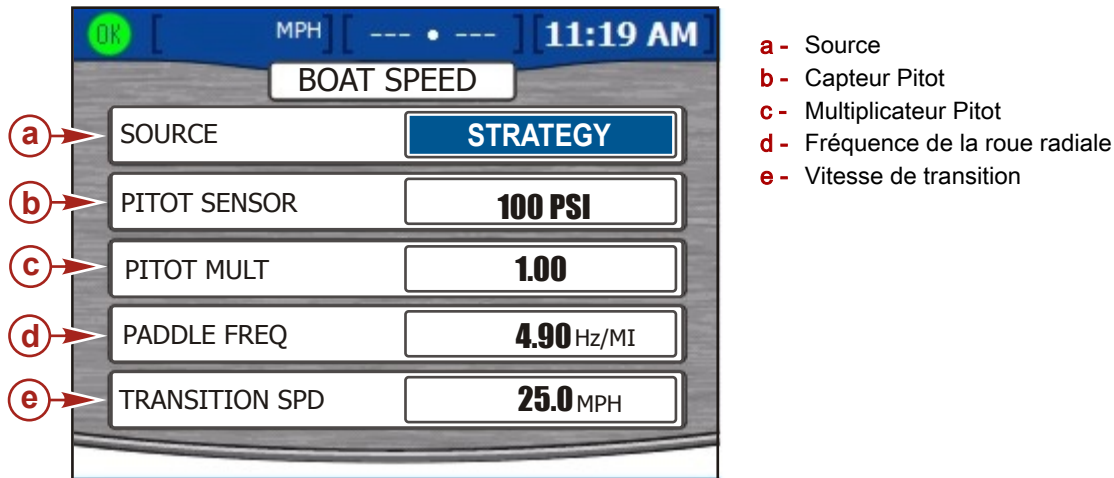 OK [ MPH ] [ --- • --- ] [ 11:19 AM ]
BOAT SPEED
a SOURCE STRATEGY
b PITOT SENSOR 100 PSI
c PITOT MULT 1.00
d PADDLE FREQ 4.90 Hz/MI
e TRANSITION SPD 25.0 MPH
a - Source
b - Capteur Pitot
c - Multiplicateur Pitot
d - Fréquence de la roue radiale
e - Vitesse de transition